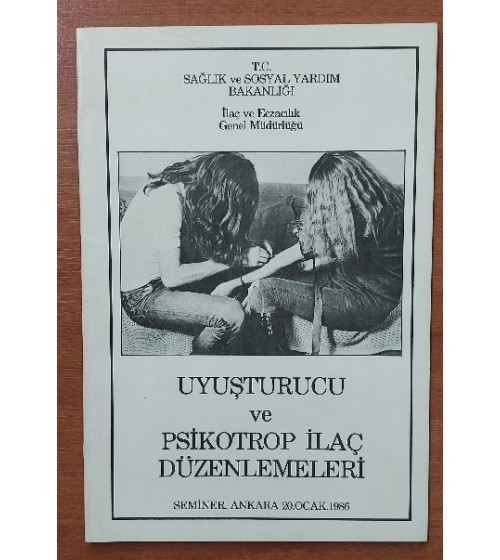 T.C.
SAĞLIK ve SOSYAL YARDIM
BAKANLIĞI
İlaç ve Eczacılık
Genel Müdürlüğü
UYUŞTURUCU
ve
PSİKOTROP İLAÇ
DÜZENLEMELERİ
SEMİNER, ANKARA 20.OCAK.1986